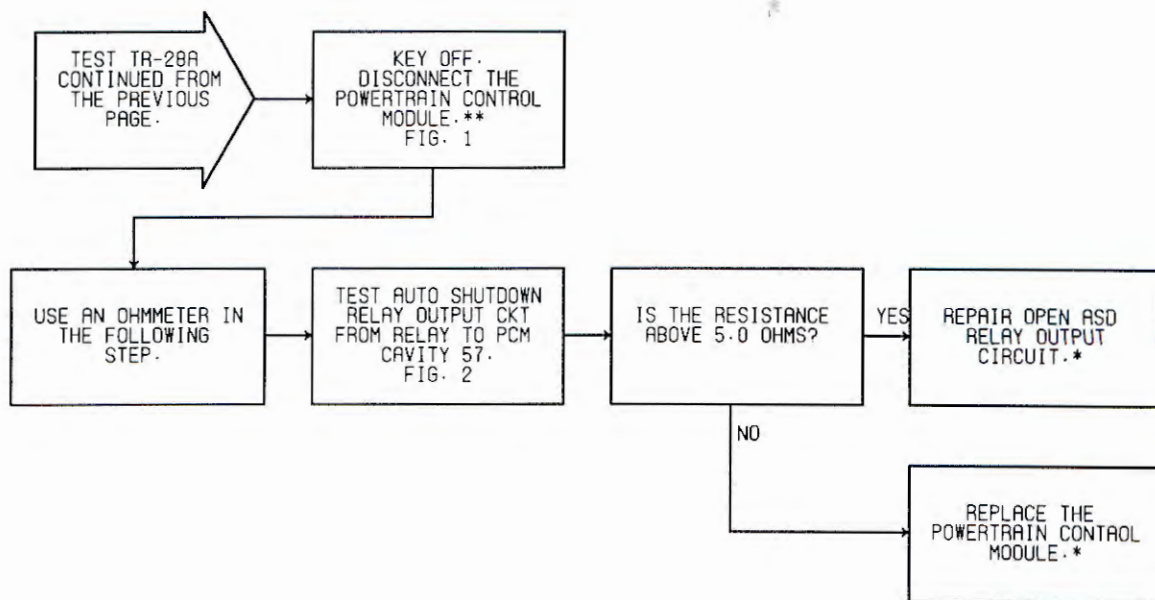 TEST TR-28A
CONTINUED FROM
THE PREVIOUS
PAGE.
KEY OFF.
DISCONNECT THE
POWERTRAIN CONTROL
MODULE.**
FIG. 1
USE AN OHMMETER IN
THE FOLLOWING
STEP.
TEST AUTO SHUTDOWN
RELAY OUTPUT CKT
FROM RELAY TO PCM
CAVITY 57.
FIG. 2
IS THE RESISTANCE
ABOVE 5.0 OHMS?
YES
REPAIR OPEN ASD
RELAY OUTPUT
CIRCUIT.*
NO
REPLACE THE
POWERTRAIN CONTROL
MODULE.*